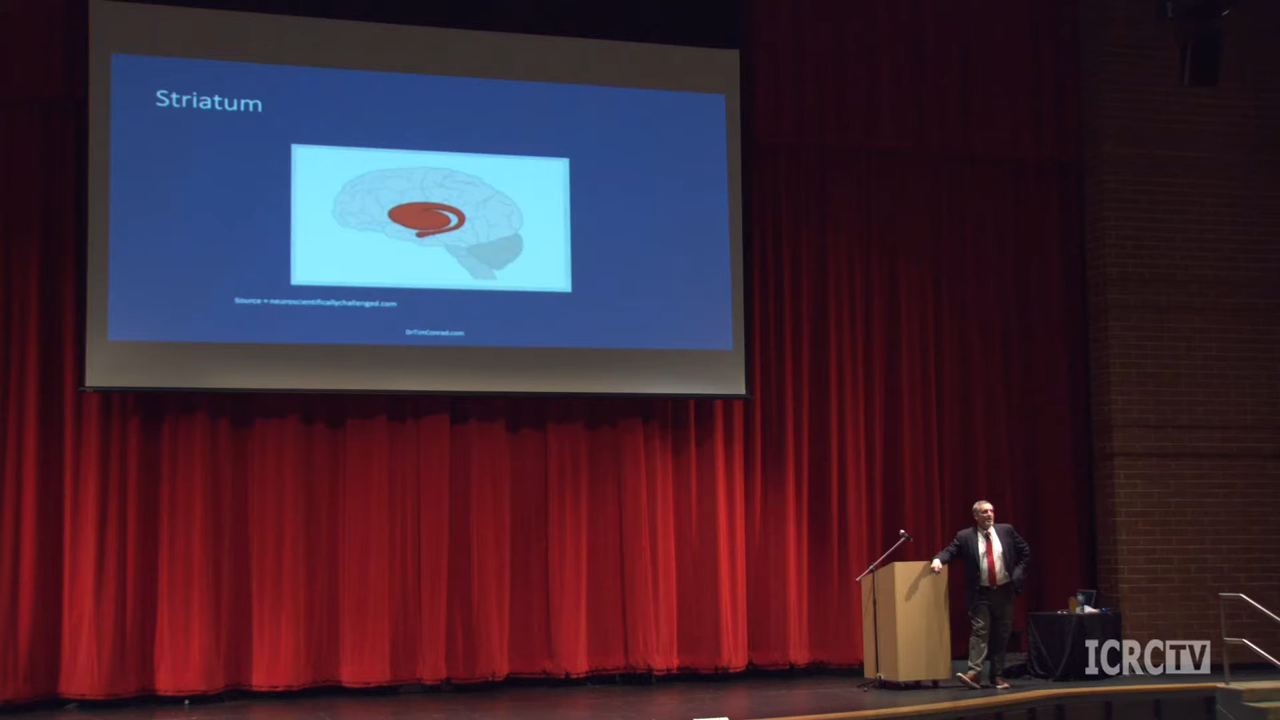 Striatum
Source = neuroscientificallychallenged.com
DrTimConrad.com
ICRCTV